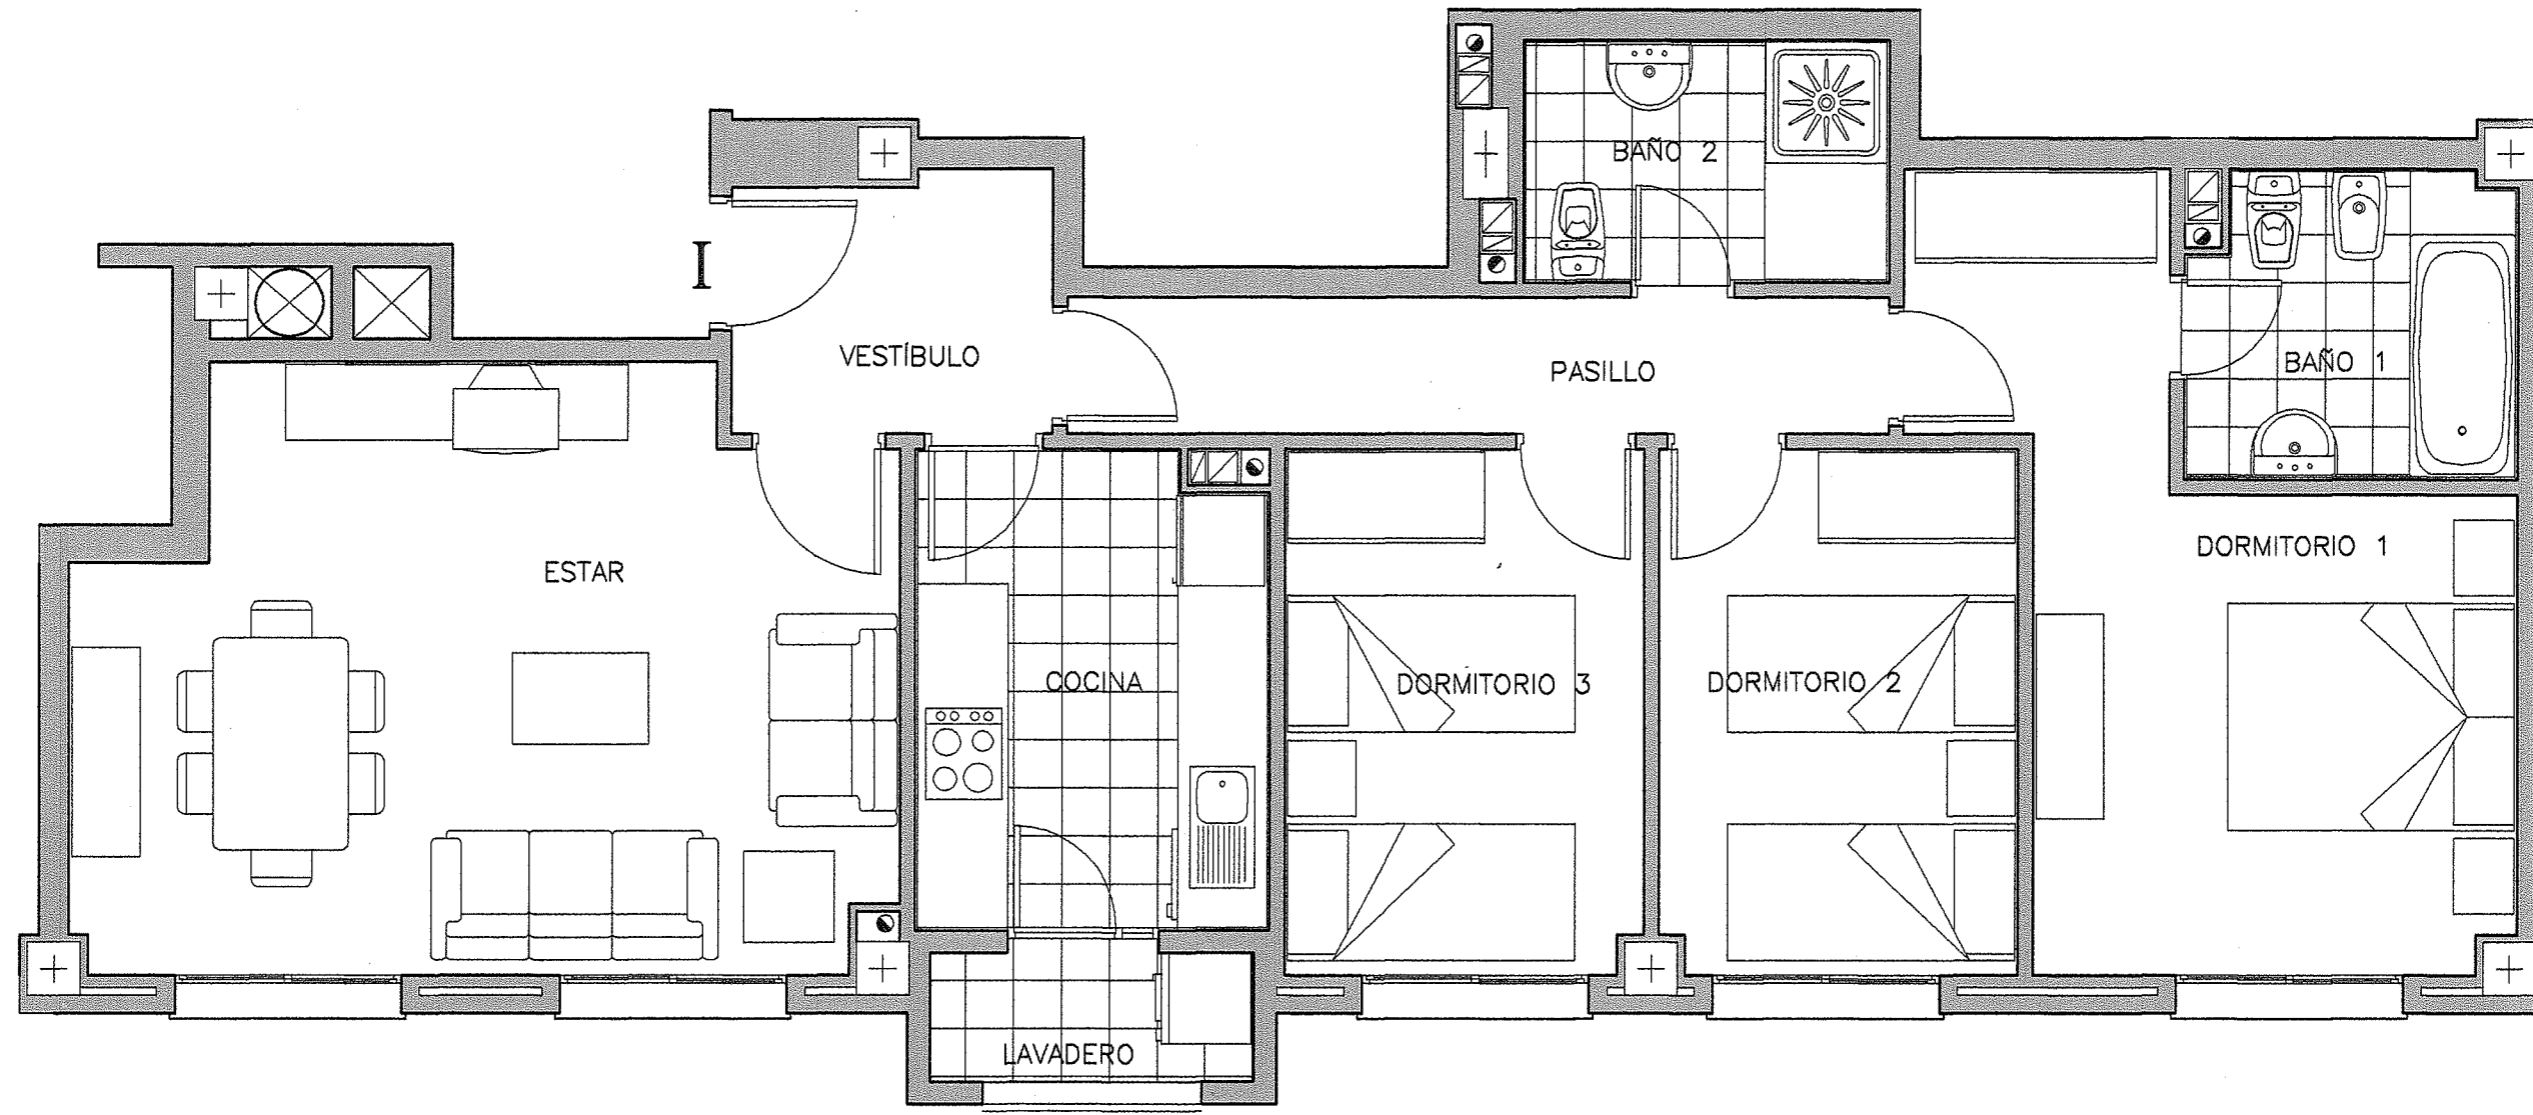 BAÑO 2
I
VESTÍBULO
PASILLO
BAÑO 1
ESTAR
DORMITORIO 1
COCINA
DORMITORIO 3
DORMITORIO 2
LAVADERO